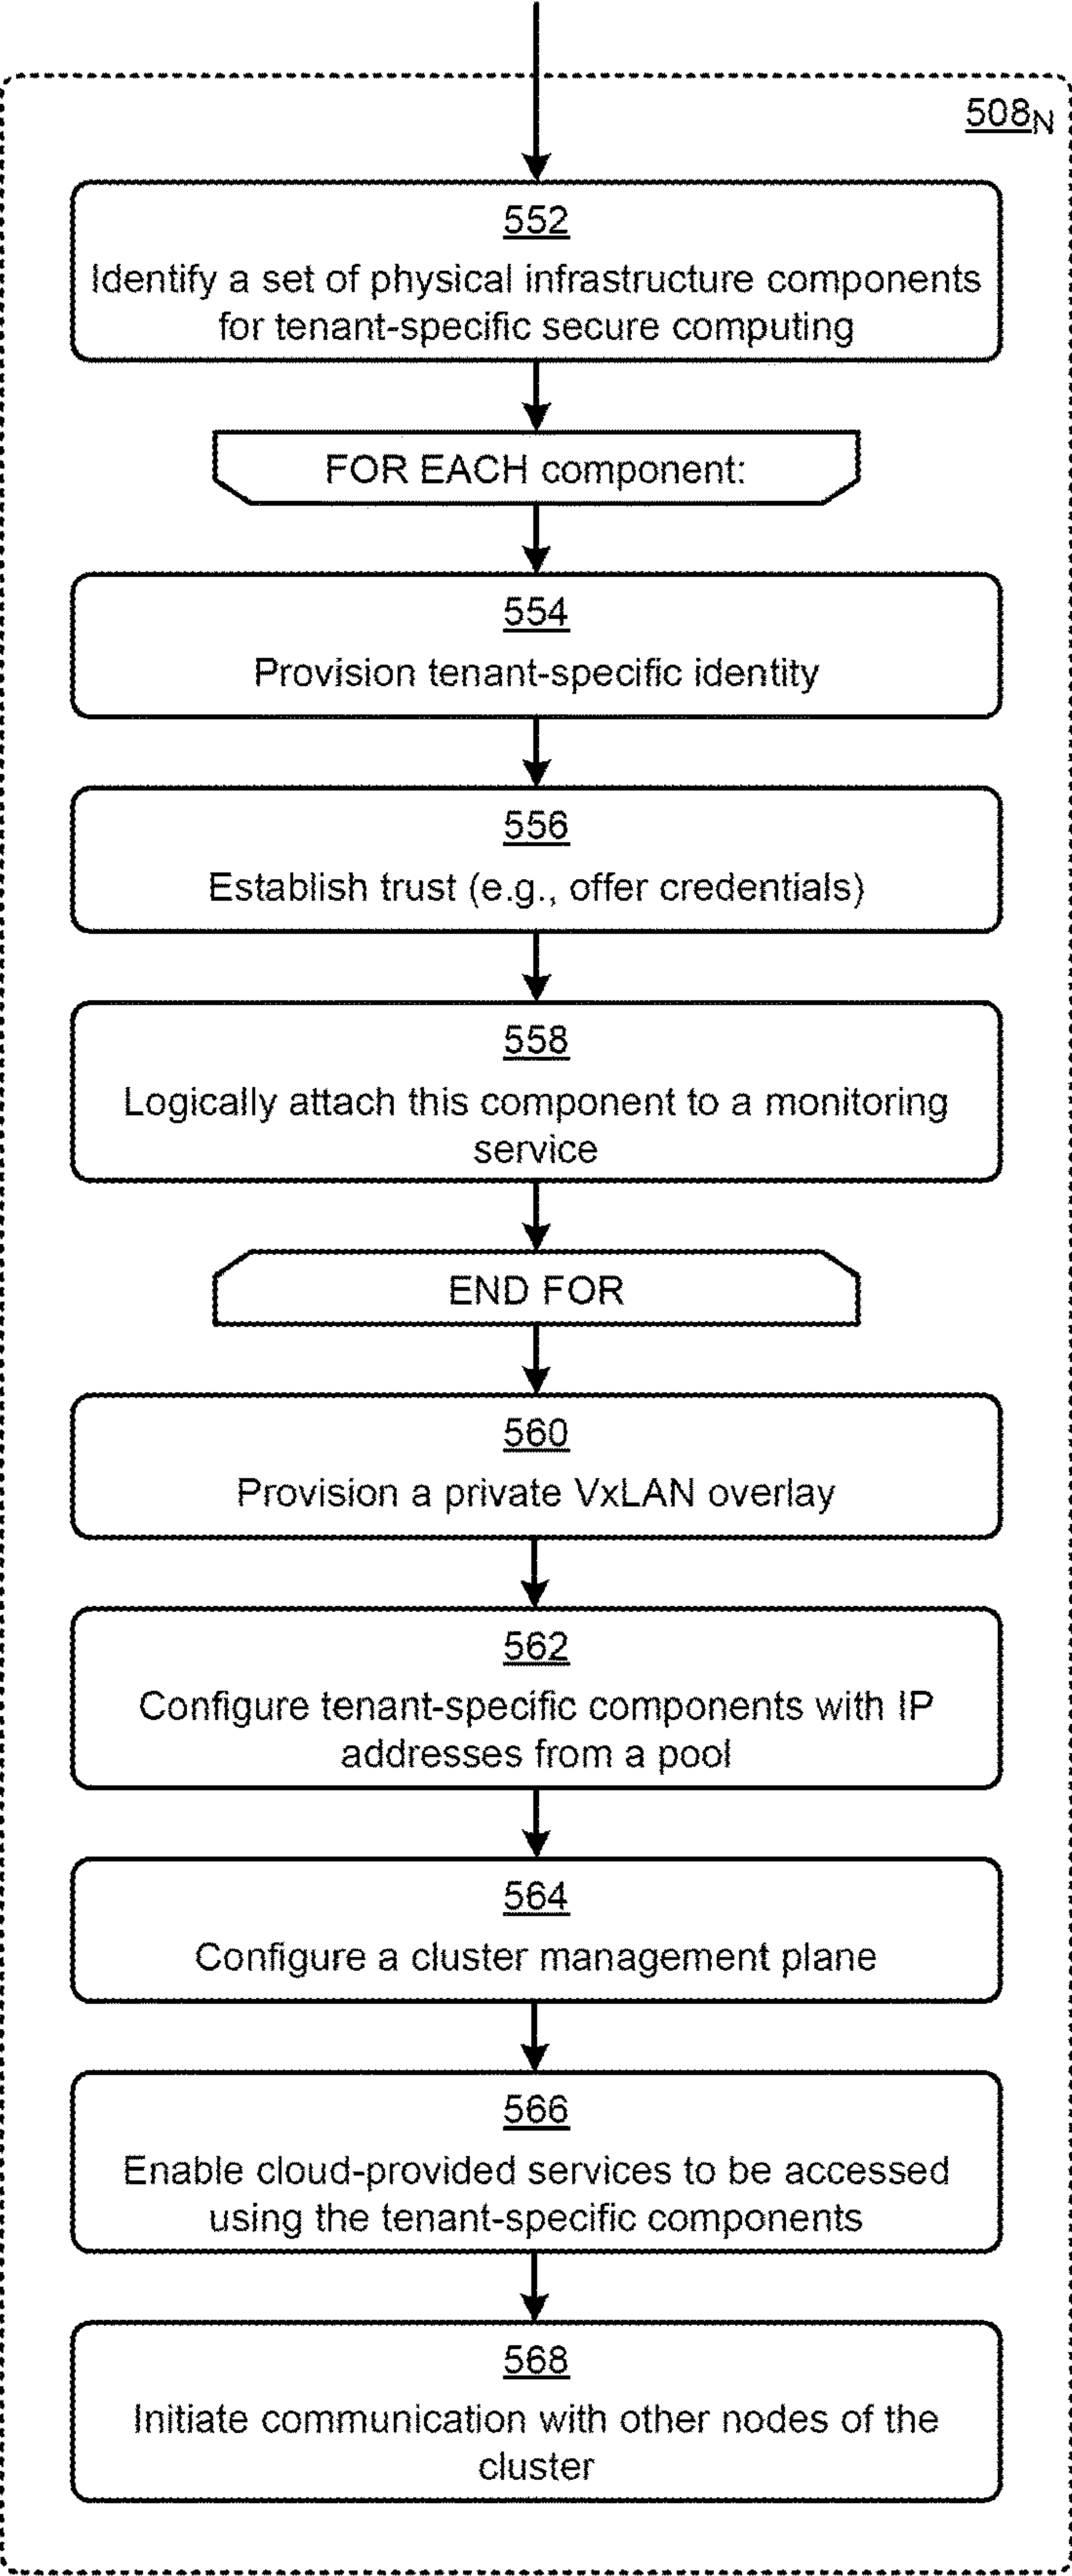 508N
552
Identify a set of physical infrastructure components
for tenant-specific secure computing
FOR EACH component:
554
Provision tenant-specific identity
556
Establish trust (e.g., offer credentials)
558
Logically attach this component to a monitoring
service
END FOR
560
Provision a private VxLAN overlay
562
Configure tenant-specific components with IP
addresses from a pool
564
Configure a cluster management plane
566
Enable cloud-provided services to be accessed
using the tenant-specific components
568
Initiate communication with other nodes of the
cluster